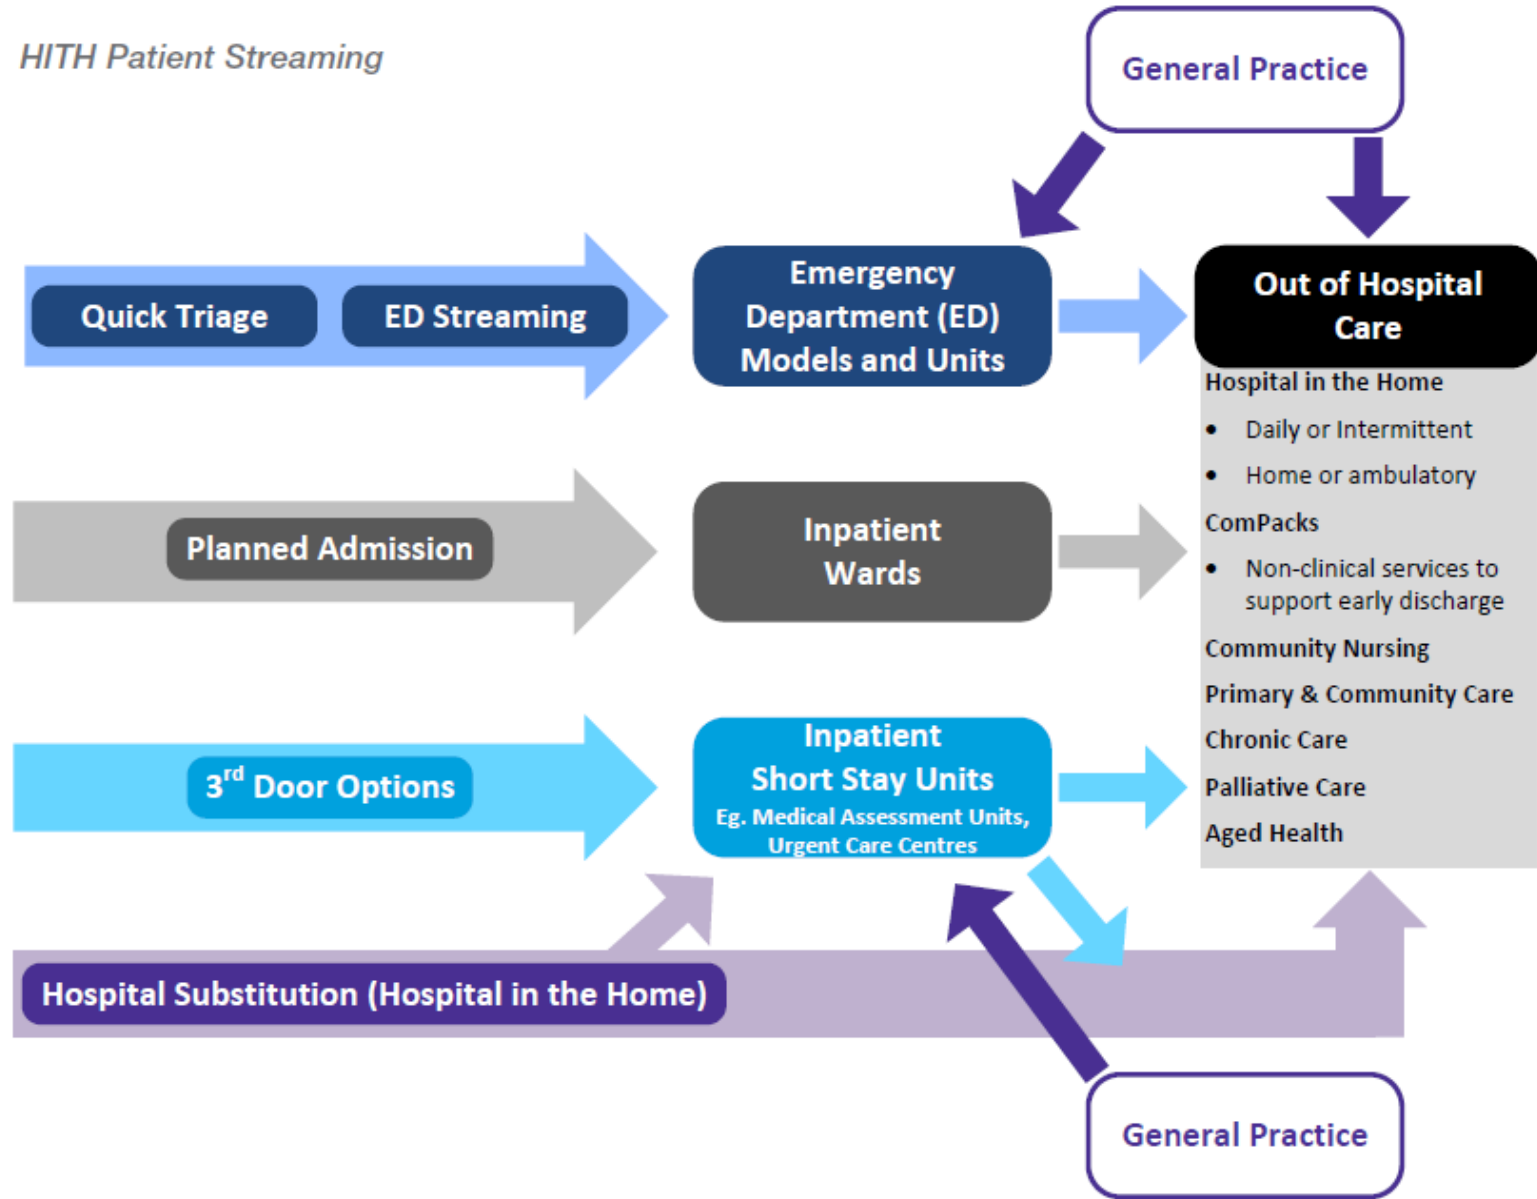 HITH Patient Streaming
General Practice
Quick Triage
ED Streaming
Emergency
Department (ED)
Models and Units
Out of Hospital
Care
Hospital in the Home
• Daily or Intermittent
• Home or ambulatory
ComPacks
• Non-clinical services to
support early discharge
Community Nursing
Primary & Community Care
Chronic Care
Palliative Care
Aged Health
Planned Admission
Inpatient
Wards
3rd Door Options
Inpatient
Short Stay Units
Eg. Medical Assessment Units,
Urgent Care Centres
Hospital Substitution (Hospital in the Home)
General Practice